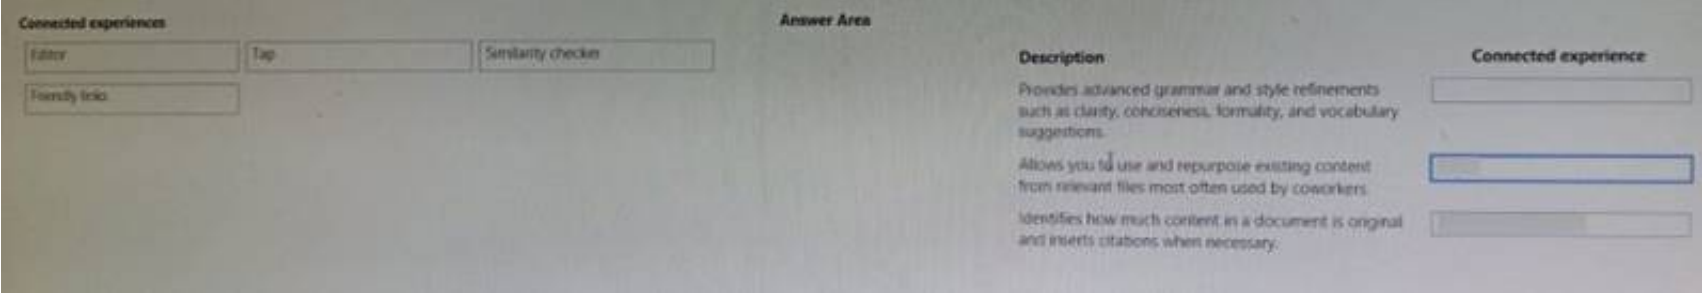 Connected experiences
Editor
Tap
Similarity checker
Friendly links
Answer Area
Description
Connected experience
Provides advanced grammar and style refinements
such as clarity, conciseness, formality, and vocabulary
suggestions.
Allows you to use and repurpose existing content
from relevant files most often used by coworkers
Identifies how much content in a document is original
and inserts citations when necessary.